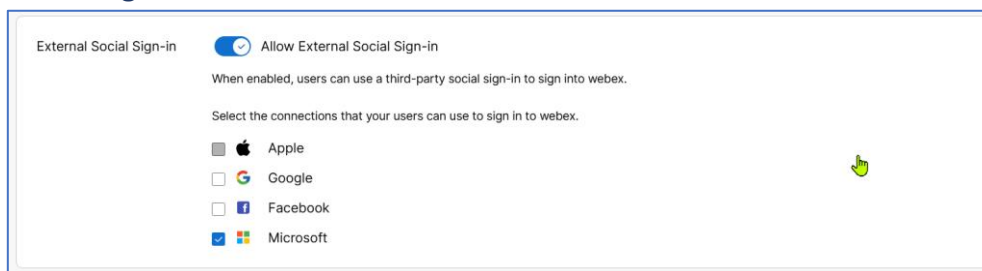 External Social Sign-in
Allow External Social Sign-in
When enabled, users can use a third-party social sign-in to sign into webex.
Select the connections that your users can use to sign in to webex.
Apple
Google
Facebook
Microsoft